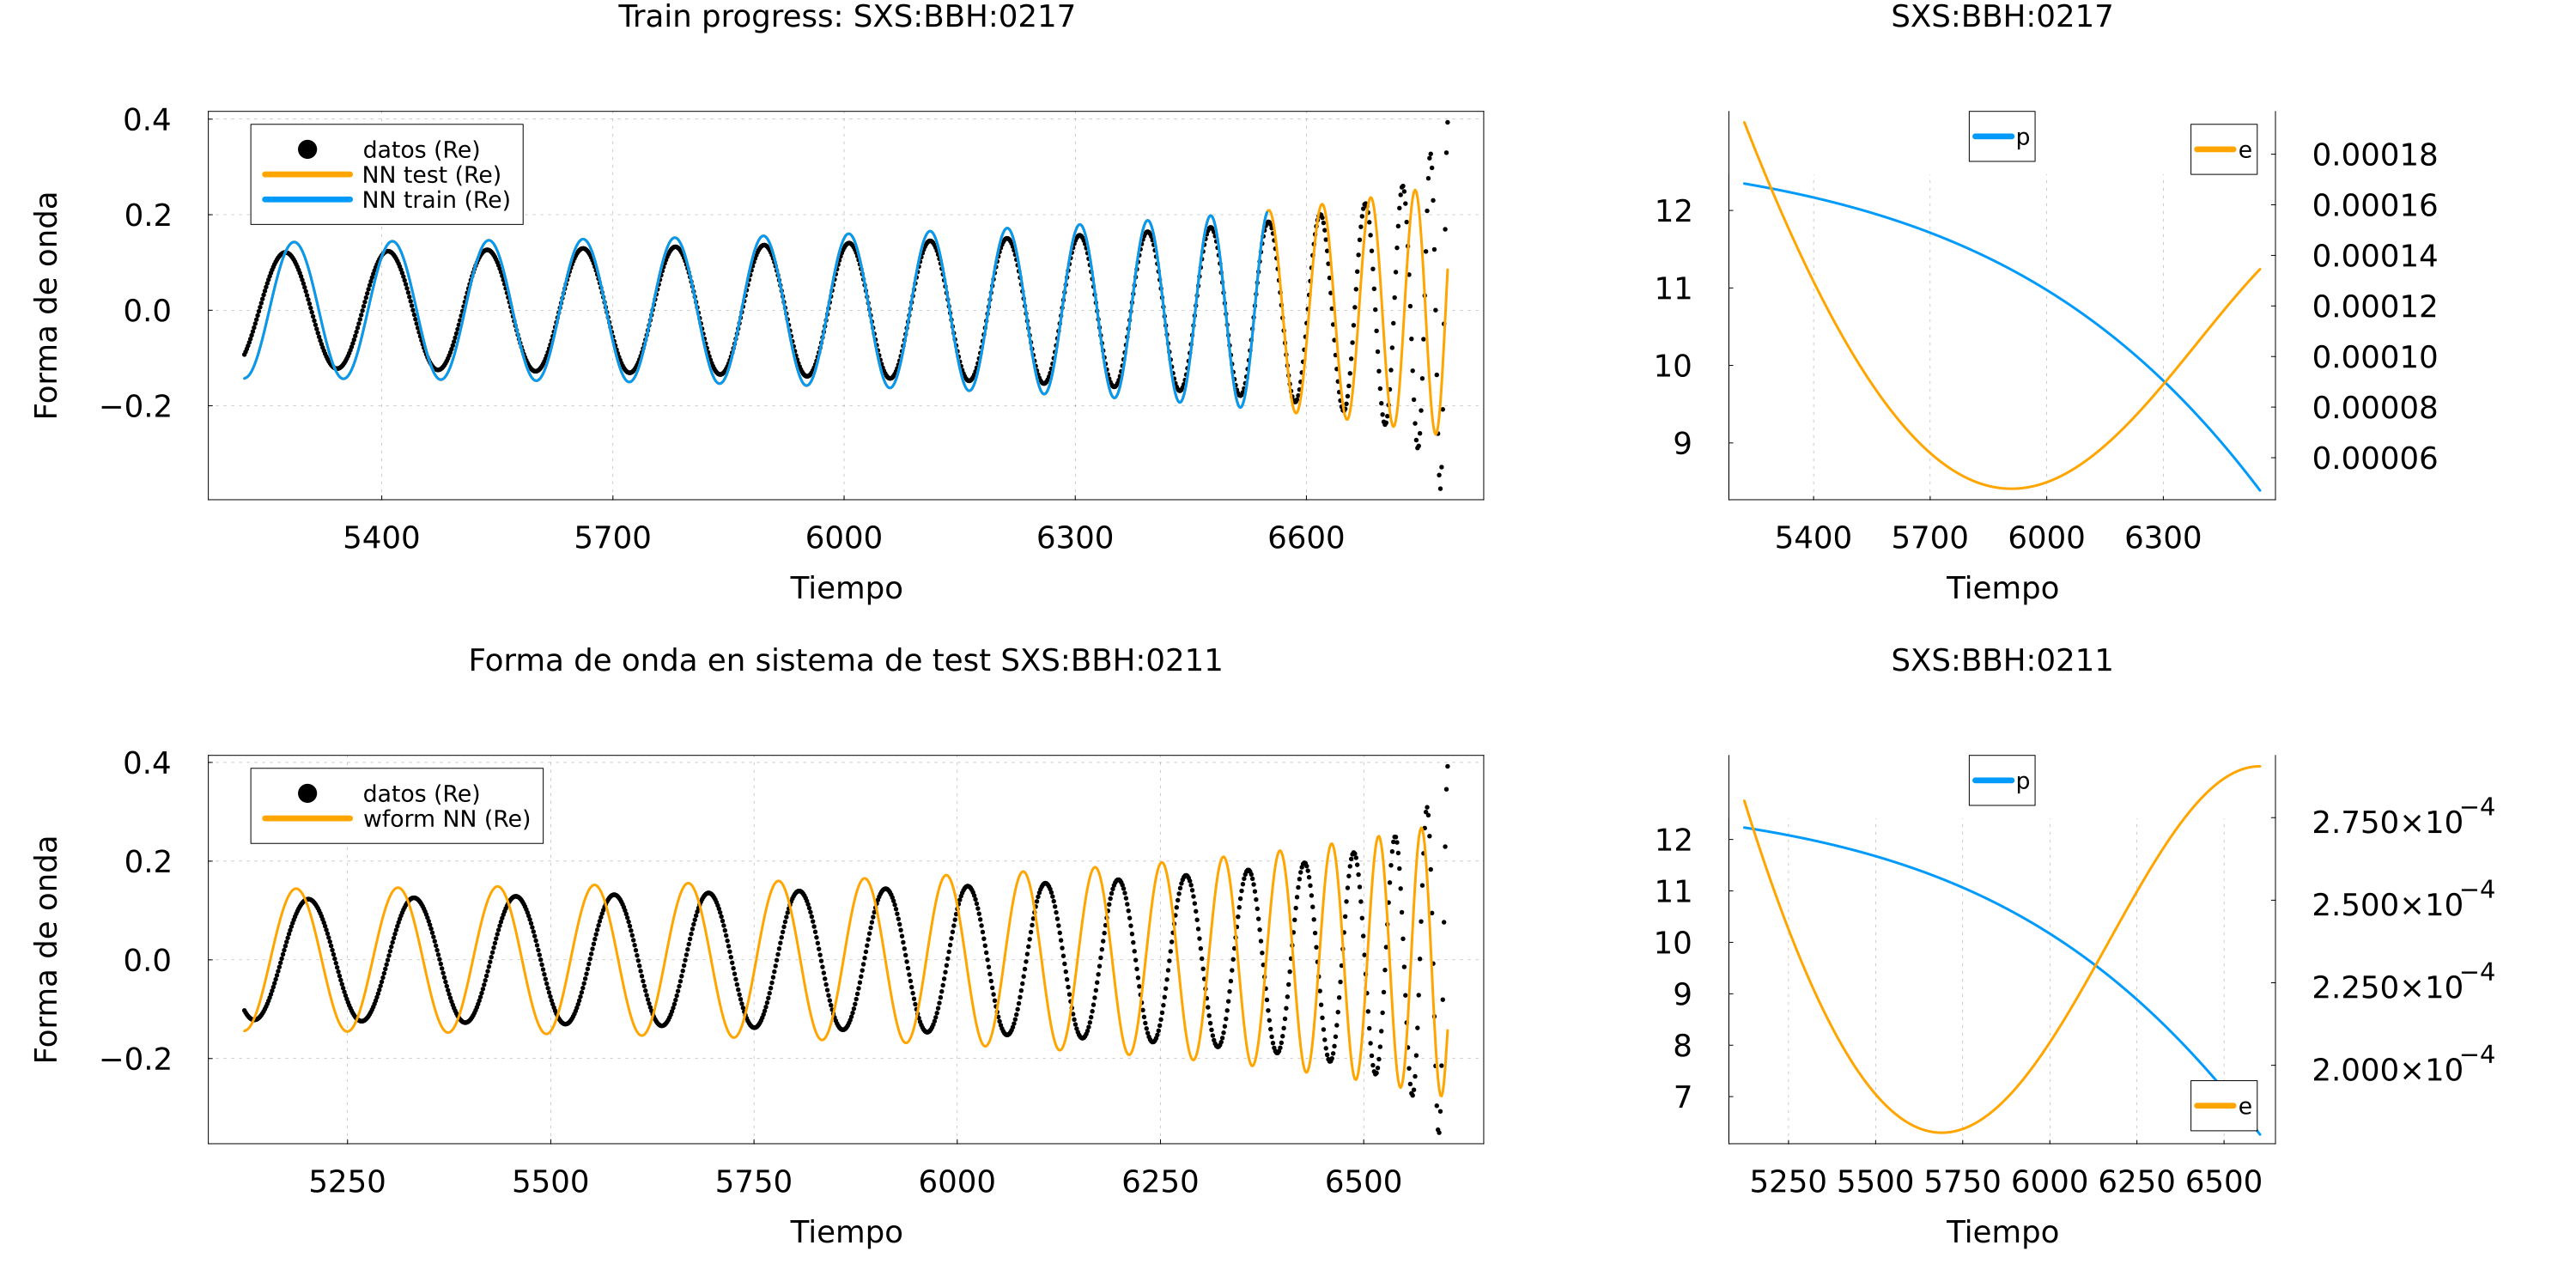 Train progress: SXS:BBH:0217
0.4
0.2
0.0
−0.2
Forma de onda
datos (Re)
NN test (Re)
NN train (Re)
5400 5700 6000 6300 6600
Tiempo
SXS:BBH:0217
12
11
10
9
p
e
0.00018
0.00016
0.00014
0.00012
0.00010
0.00008
0.00006
5400 5700 6000 6300
Tiempo
Forma de onda en sistema de test SXS:BBH:0211
0.4
0.2
0.0
−0.2
Forma de onda
datos (Re)
wform NN (Re)
5250 5500 5750 6000 6250 6500
Tiempo
SXS:BBH:0211
12
11
10
9
8
7
p
e
2.750×10⁻⁴
2.500×10⁻⁴
2.250×10⁻⁴
2.000×10⁻⁴
5250 5500 5750 6000 6250 6500
Tiempo